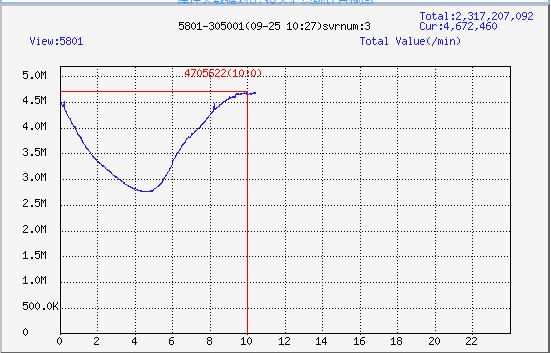 Total:2,317,207,092
5801-305001(09-25 10:27)svrnum:3
Cur:4,672,460
View:5801
Total Value(/min)
4705622(10:0)
5.0M
4.5M
4.0M
3.5M
3.0M
2.5M
2.0M
1.5M
1.0M
500.0K
0
0 2 4 6 8 10 12 14 16 18 20 22